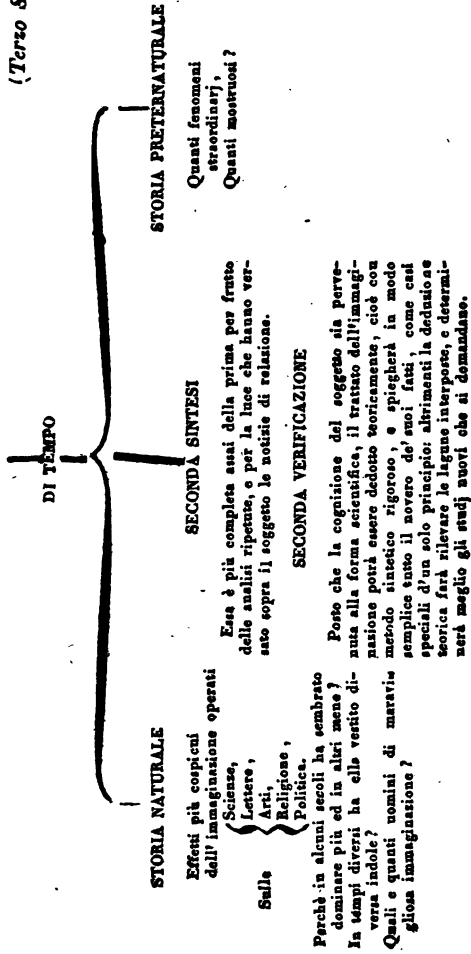 (Terzo S
DI TEMPO
STORIA NATURALE
Effetti più cospicui
dell' immaginazione operati
Sulle
Scienze,
Lettere,
Arti,
Religione,
Politica.
Perchè in alcuni secoli ha sembrato
dominare più ed in altri meno?
In tempi diversi ha ella vestito di-
versa indole?
Quali e quanti uomini di maravi-
gliosa immaginazione?
SECONDA SINTESI
Essa è più completa assai della prima per frutto
delle analisi ripetute, e per la luce che hanno ver-
sato sopra il soggetto le notizie di relazione.
SECONDA VERIFICAZIONE
Posto che la cognizione del soggetto sia perve-
nuta alla forma scientifica, il trattato dell'immagi-
nazione potrà essere dedotto teoricamente, cioè con
metodo sintetico rigoroso, e spiegherà in modo
semplice tutto il novero de' suoi fatti, come casi
speciali d'un solo principio: altrimenti la deduzione
teorica farà rilevare le lagune interposte, e determi-
nerà meglio gli studj nuovi che si domandano.
STORIA PRETERNATURALE
Quanti fenomeni
straordinarj,
Quanti mostruosi?